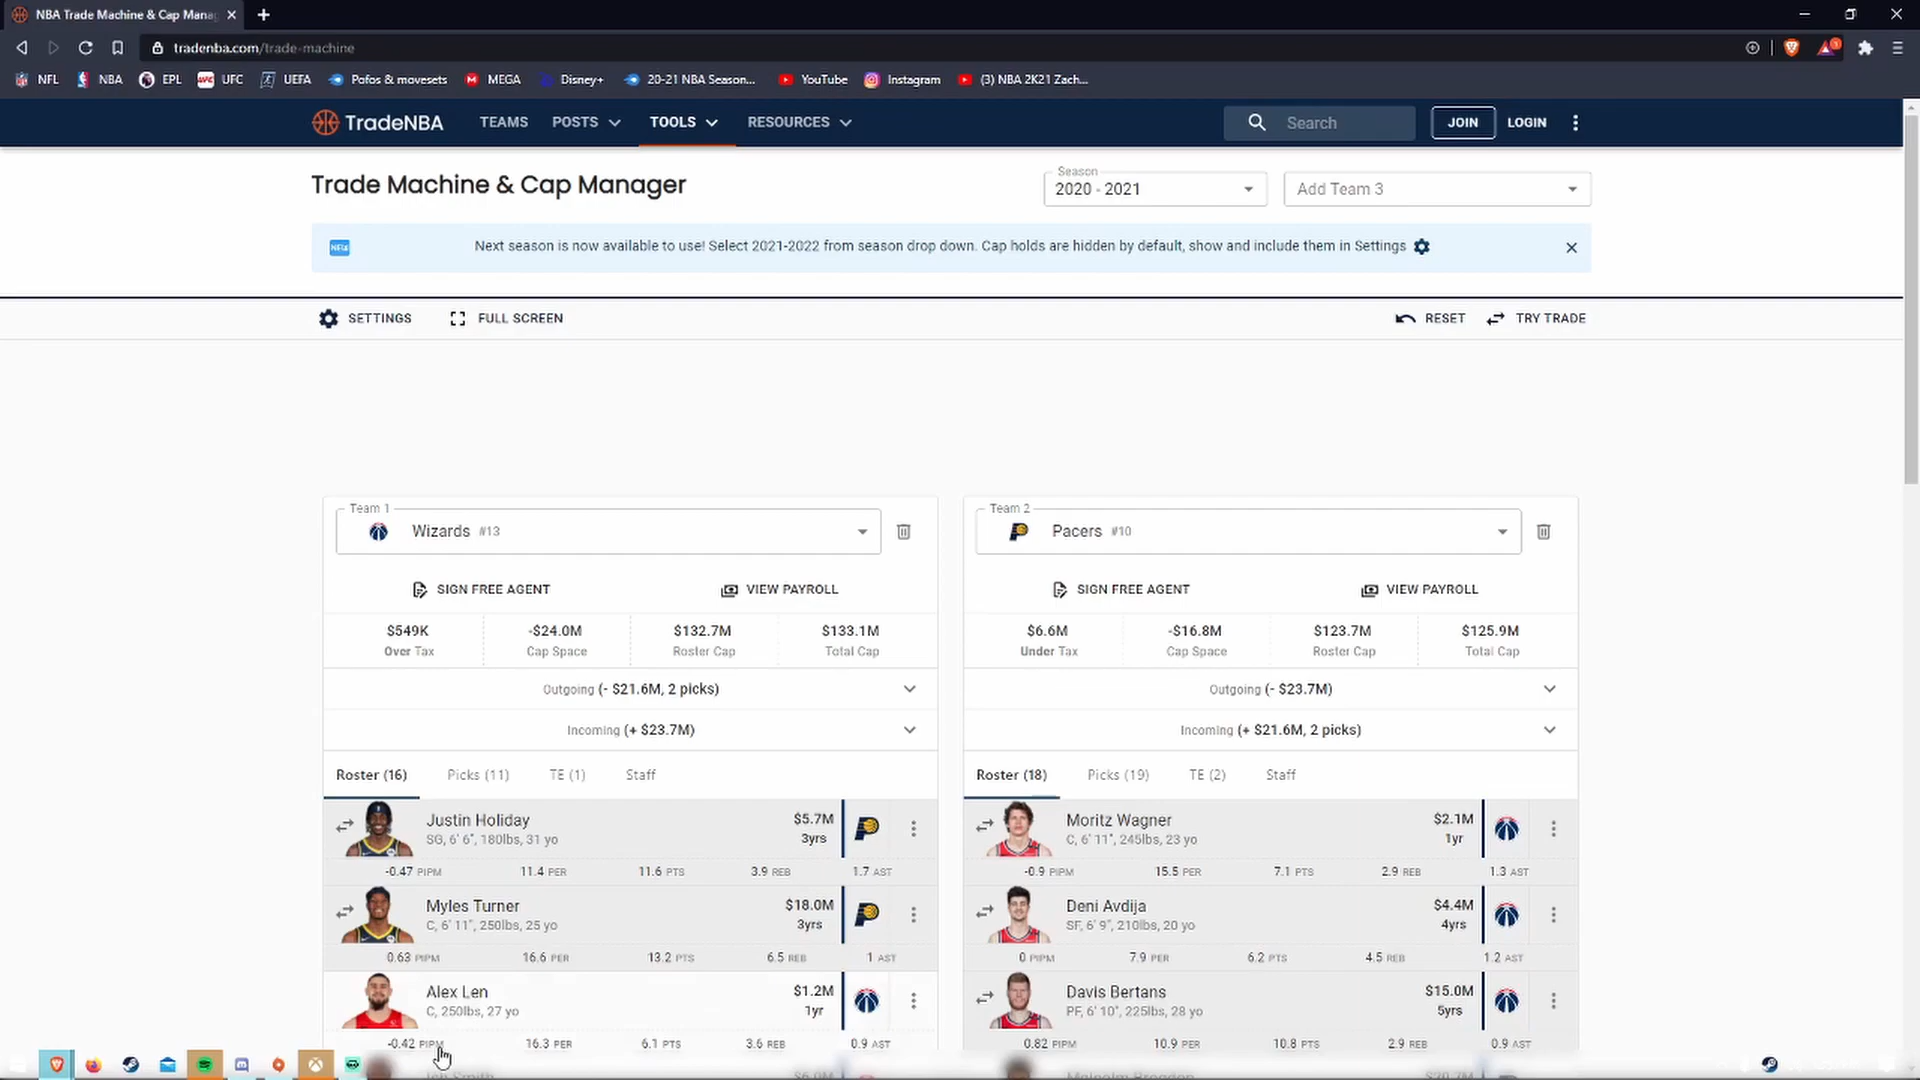 NBA Trade Machine & Cap Mana
tradenba.com/trade-machine
NFL NBA EPL UFC UEFA Pofos & movesets MEGA Disney+ 20-21 NBA Season... YouTube Instagram (3) NBA 2K21 Zach...
TradeNBA TEAMS POSTS TOOLS RESOURCES Search JOIN LOGIN
Trade Machine & Cap Manager
Season
2020 - 2021
Add Team 3
NEW Next season is now available to use! Select 2021-2022 from season drop down. Cap holds are hidden by default, show and include them in Settings
SETTINGS FULL SCREEN RESET TRY TRADE
Team 1
Wizards #13
SIGN FREE AGENT VIEW PAYROLL
$549K -$24.0M $132.7M $133.1M
Over Tax Cap Space Roster Cap Total Cap
Outgoing (- $21.6M, 2 picks)
Incoming (+ $23.7M)
Roster (16) Picks (11) TE (1) Staff
Justin Holiday $5.7M
SG, 6' 6", 180lbs, 31 yo 3yrs
-0.47 PIPM 11.4 PER 11.6 PTS 3.9 REB 1.7 AST
Myles Turner $18.0M
C, 6' 11", 250lbs, 25 yo 3yrs
0.63 PIPM 16.6 PER 13.2 PTS 6.5 REB 1 AST
Alex Len $1.2M
C, 250lbs, 27 yo 1yr
-0.42 PIPM 16.3 PER 6.1 PTS 3.6 REB 0.9 AST
Team 2
Pacers #10
SIGN FREE AGENT VIEW PAYROLL
$6.6M -$16.8M $123.7M $125.9M
Under Tax Cap Space Roster Cap Total Cap
Outgoing (- $23.7M)
Incoming (+ $21.6M, 2 picks)
Roster (18) Picks (19) TE (2) Staff
Moritz Wagner $2.1M
C, 6' 11", 245lbs, 23 yo 1yr
-0.9 PIPM 15.5 PER 7.1 PTS 2.9 REB 1.3 AST
Deni Avdija $4.4M
SF, 6' 9", 210lbs, 20 yo 4yrs
0 PIPM 7.9 PER 6.2 PTS 4.5 REB 1.2 AST
Davis Bertans $15.0M
PF, 6' 10", 225lbs, 28 yo 5yrs
0.82 PIPM 10.9 PER 10.8 PTS 2.9 REB 0.9 AST